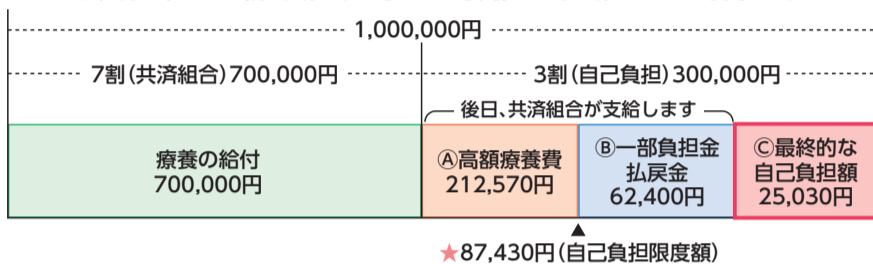 1,000,000円
7割(共済組合)700,000円
3割(自己負担)300,000円
後日、共済組合が支給します
療養の給付
700,000円
Ⓐ高額療養費
212,570円
Ⓑ一部負担金
払戻金
62,400円
Ⓒ最終的な
自己負担額
25,030円
▲
★87,430円(自己負担限度額)